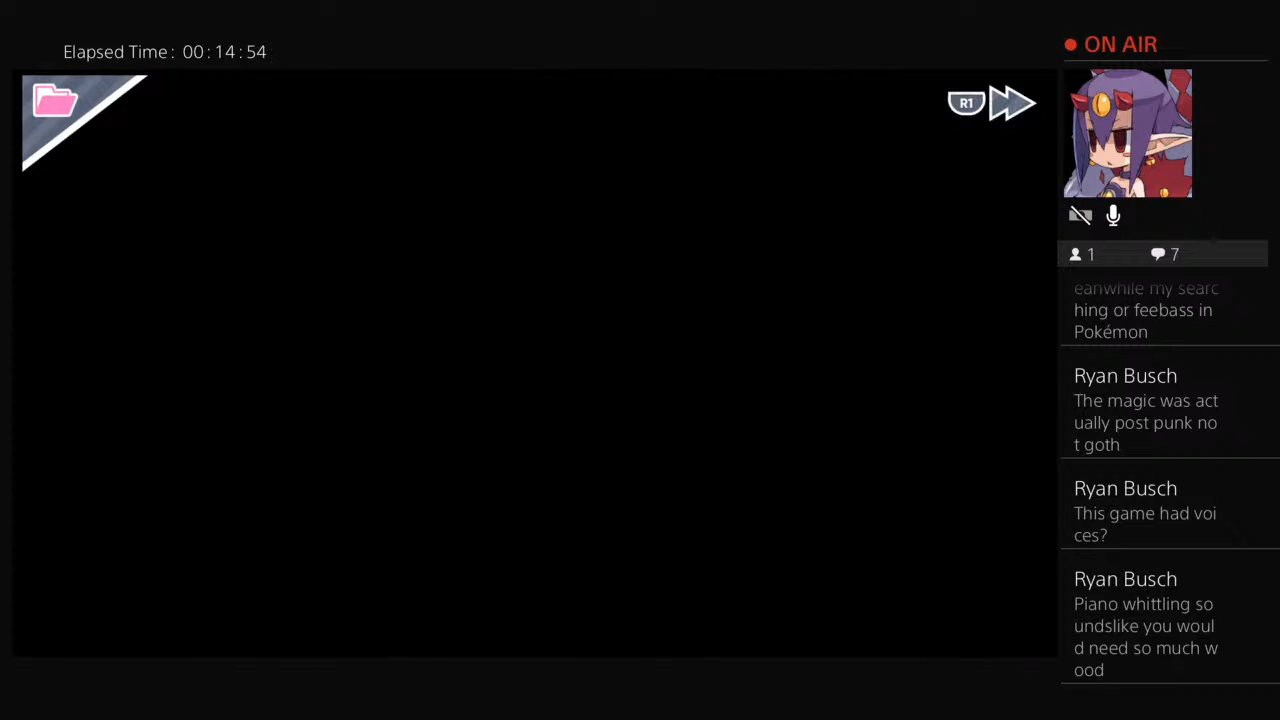 Elapsed Time: 00:14:54
ON AIR
R1
1 7
eanwhile my searc
hing or feebass in
Pokémon
Ryan Busch
The magic was act
ually post punk no
t goth
Ryan Busch
This game had voi
ces?
Ryan Busch
Piano whittling so
undslike you woul
d need so much w
ood